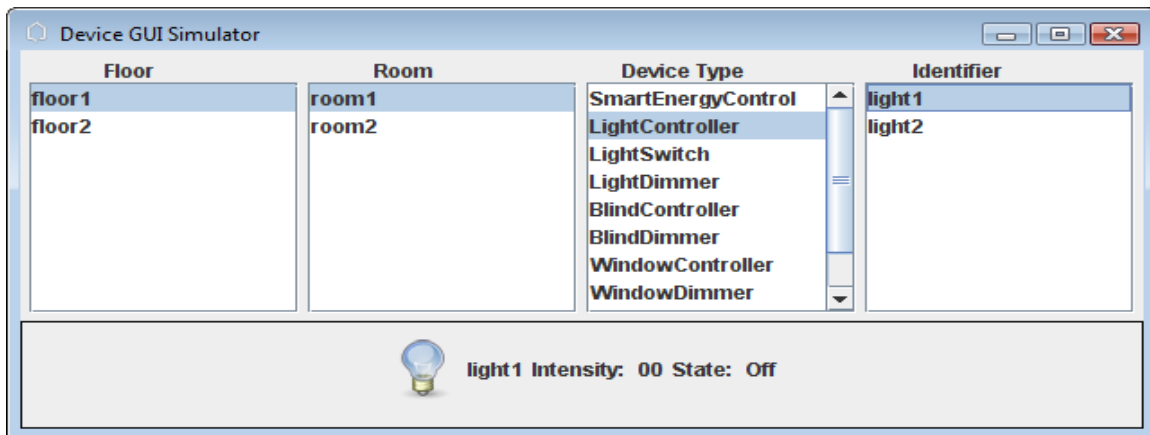 Device GUI Simulator
Floor Room Device Type Identifier
floor1 room1 SmartEnergyControl light1
floor2 room2 LightController light2
LightSwitch
LightDimmer
BlindController
BlindDimmer
WindowController
WindowDimmer
light1 Intensity: 00 State: Off